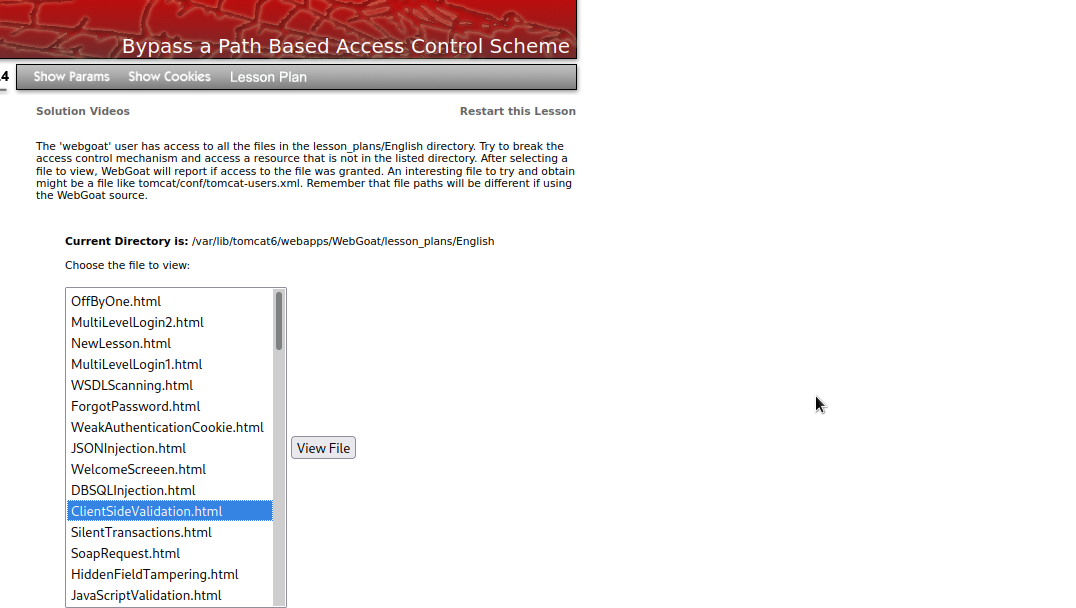 Bypass a Path Based Access Control Scheme
.4
Show Params Show Cookies Lesson Plan
Solution Videos Restart this Lesson
The 'webgoat' user has access to all the files in the lesson_plans/English directory. Try to break the
access control mechanism and access a resource that is not in the listed directory. After selecting a
file to view, WebGoat will report if access to the file was granted. An interesting file to try and obtain
might be a file like tomcat/conf/tomcat-users.xml. Remember that file paths will be different if using
the WebGoat source.
Current Directory is: /var/lib/tomcat6/webapps/WebGoat/lesson_plans/English
Choose the file to view:
OffByOne.html
MultiLevelLogin2.html
NewLesson.html
MultiLevelLogin1.html
WSDLScanning.html
ForgotPassword.html
WeakAuthenticationCookie.html
JSONInjection.html
View File
WelcomeScreeen.html
DBSQLInjection.html
ClientSideValidation.html
SilentTransactions.html
SoapRequest.html
HiddenFieldTampering.html
JavaScriptValidation.html